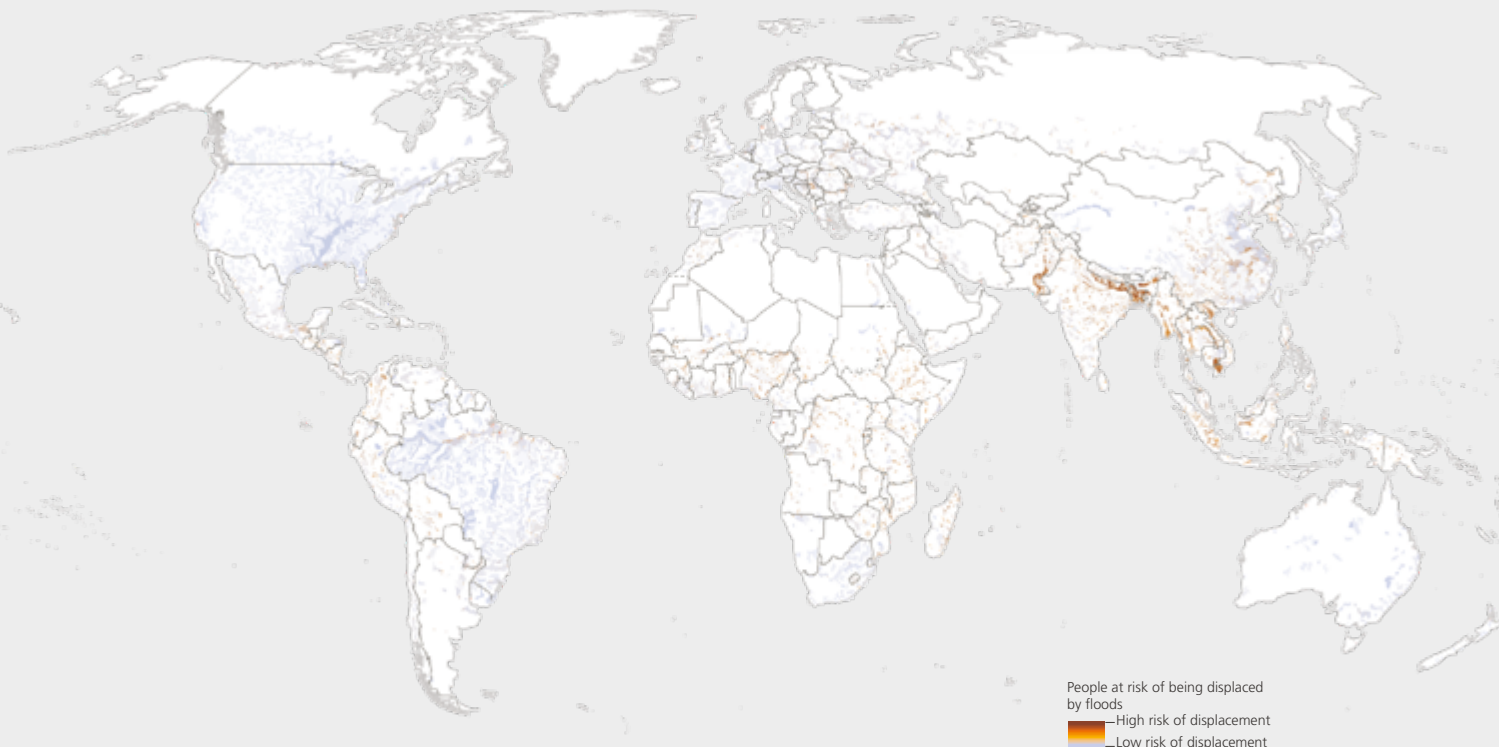 People at risk of being displaced
by floods
High risk of displacement
Low risk of displacement